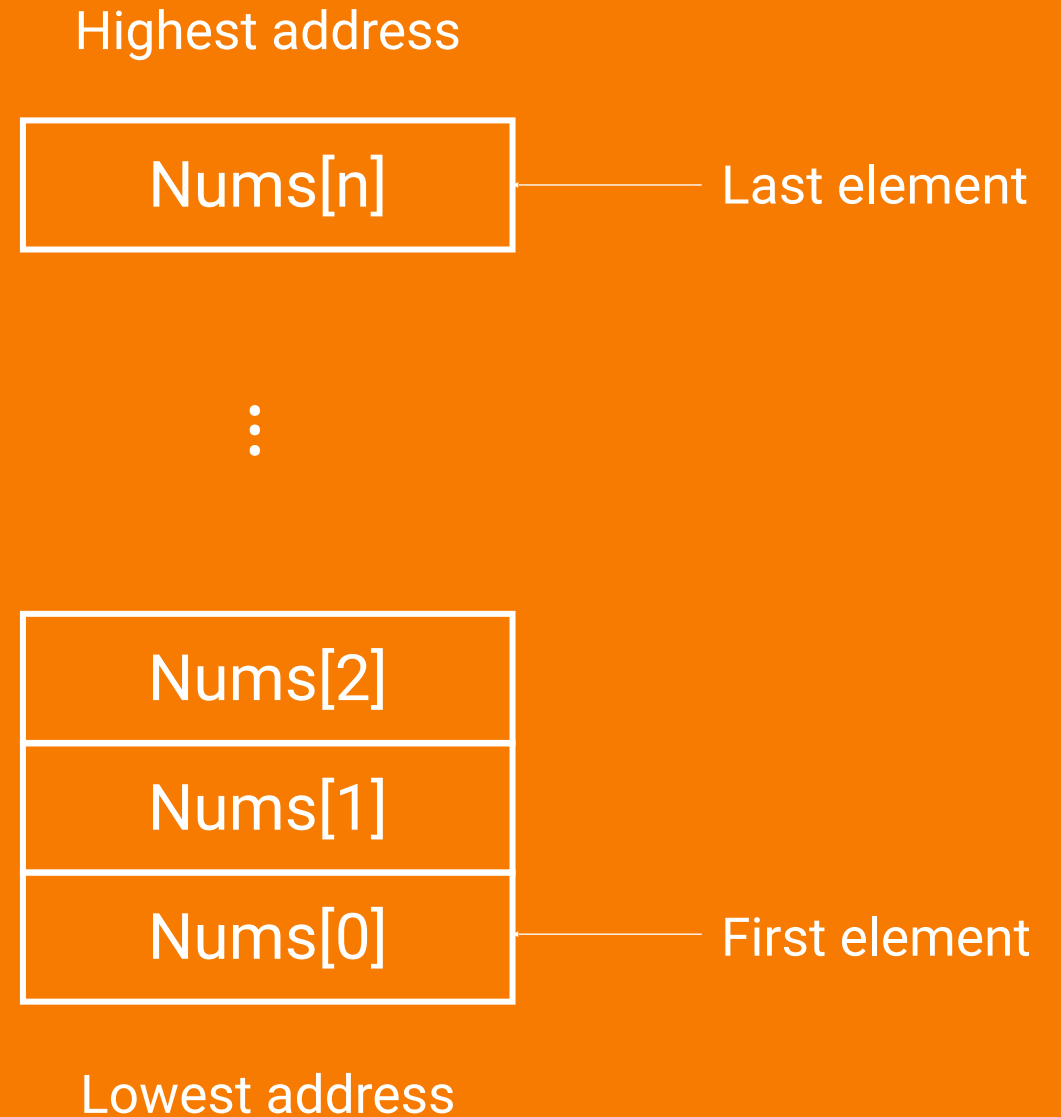 Highest address
Nums[n]
Last element
Nums[2]
Nums[1]
Nums[0]
First element
Lowest address